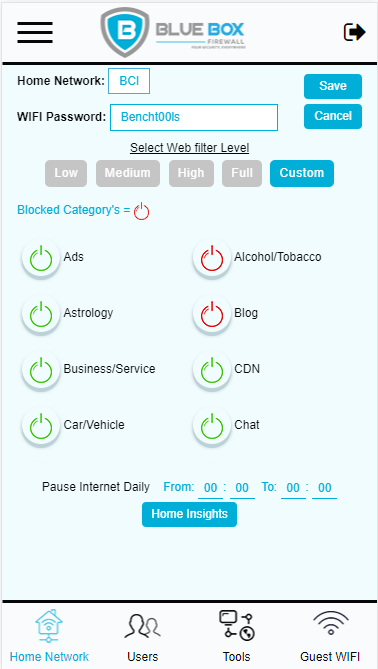 BLUE BOX
FIREWALL
YOUR SECURITY EVERYWHERE
Home Network: BCI
Save
WIFI Password: Bencht00ls
Cancel
Select Web filter Level
Low Medium High Full Custom
Blocked Category's =
Ads Alcohol/Tobacco
Astrology Blog
Business/Service CDN
Car/Vehicle Chat
Pause Internet Daily From: 00 : 00 To: 00 : 00
Home Insights
Home Network Users Tools Guest WIFI